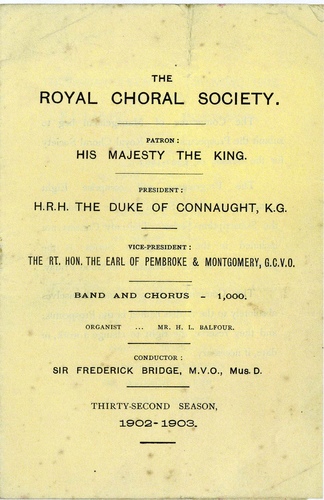 THE
ROYAL CHORAL SOCIETY.
PATRON:
HIS MAJESTY THE KING.
PRESIDENT:
H.R.H. THE DUKE OF CONNAUGHT, K.G.
VICE-PRESIDENT:
THE RT. HON. THE EARL OF PEMBROKE & MONTGOMERY, G.C.V.O.
BAND AND CHORUS - 1,000.
ORGANIST ... MR. H. L. BALFOUR.
CONDUCTOR:
SIR FREDERICK BRIDGE, M.V.O., Mus. D.
THIRTY-SECOND SEASON,
1902-1903.